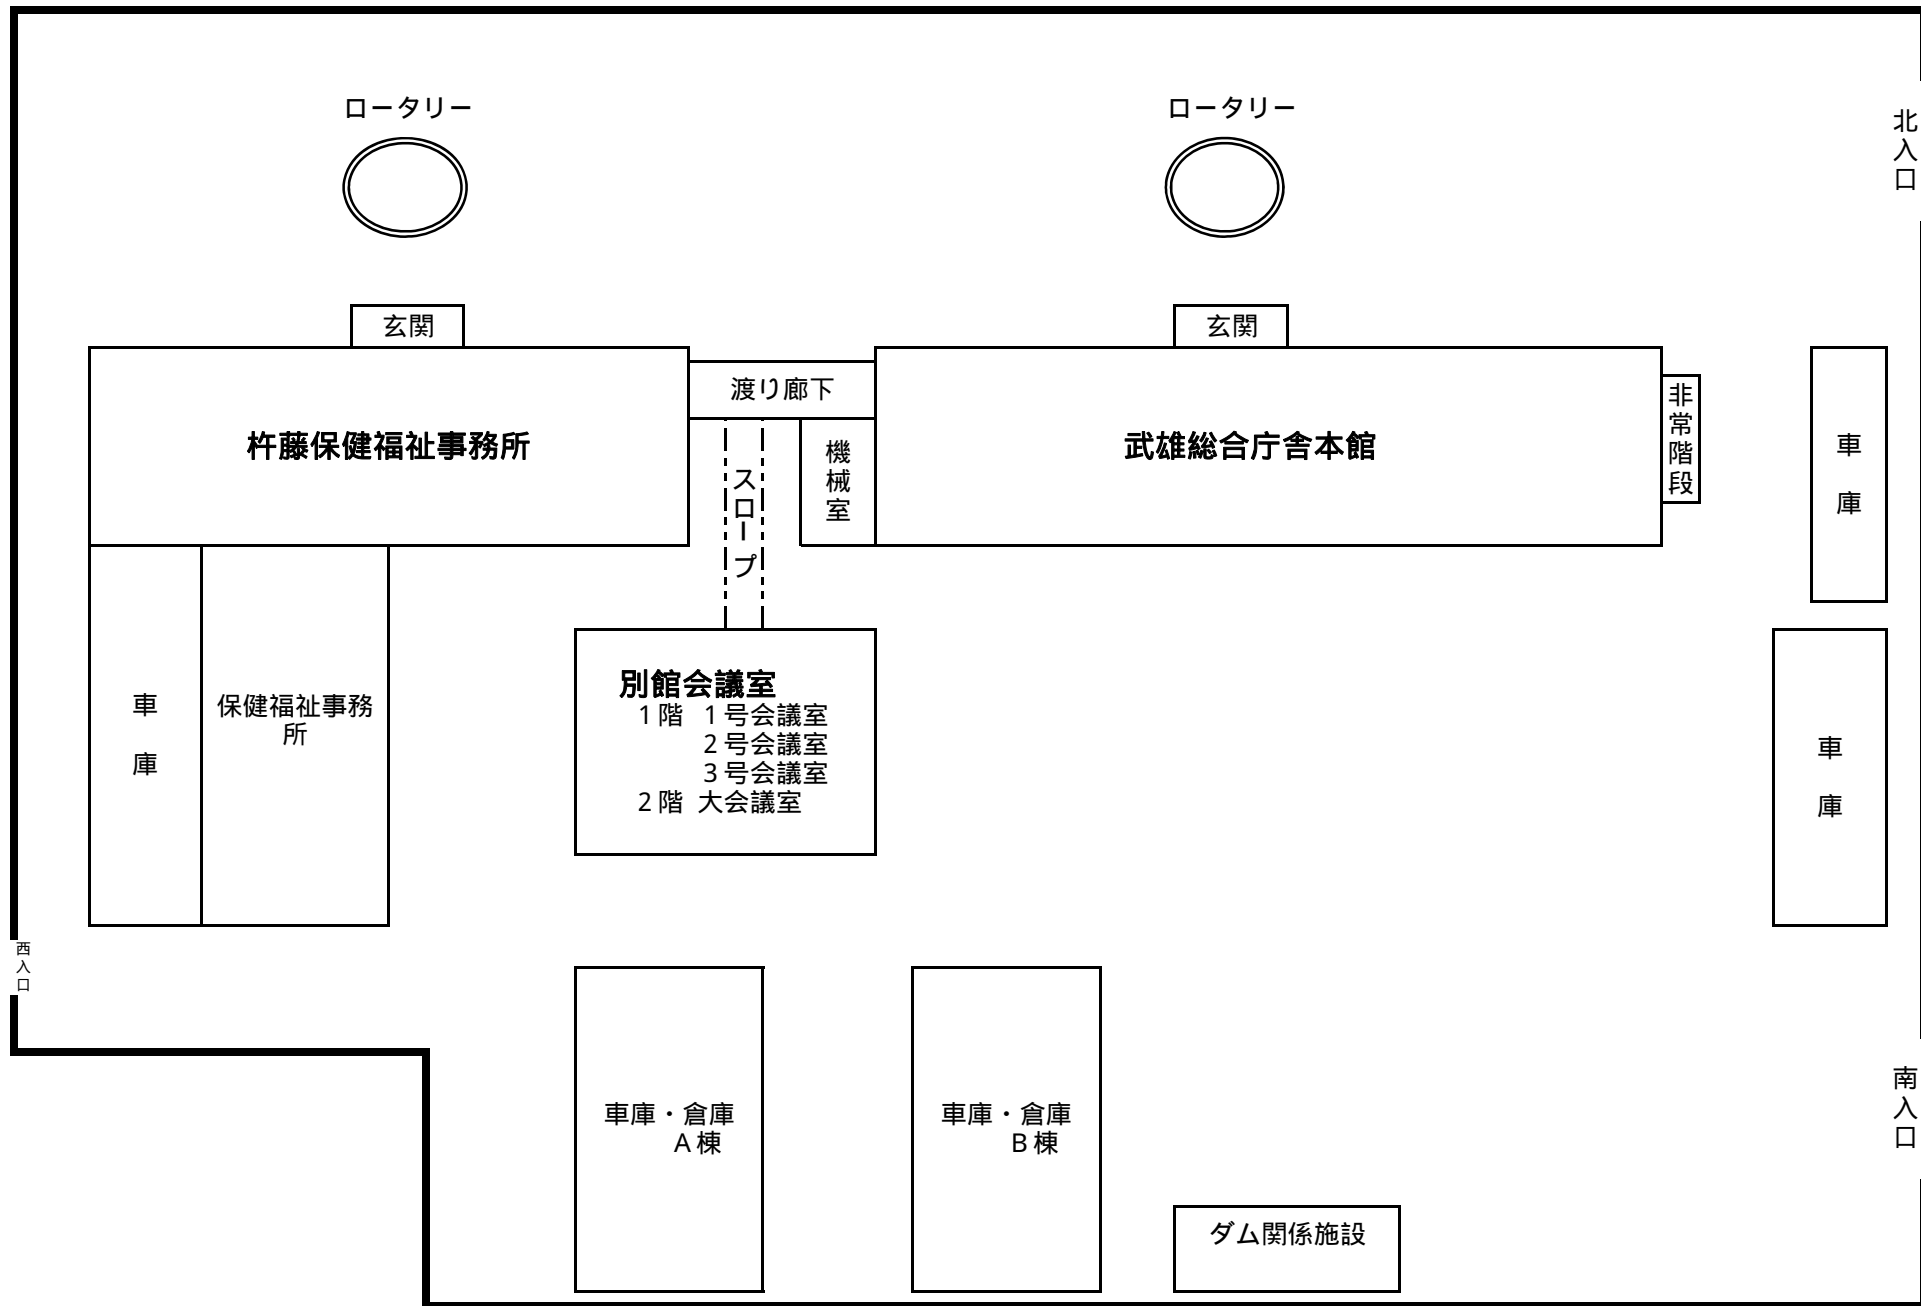 ロータリー
ロータリー
北入口
玄関
玄関
渡り廊下
杵藤保健福祉事務所
スロープ
機械室
武雄総合庁舎本館
非常階段
車庫
車庫
保健福祉事務
所
別館会議室
1階 1号会議室
2号会議室
3号会議室
2階 大会議室
車庫
西入口
車庫・倉庫
A棟
車庫・倉庫
B棟
南入口
ダム関係施設